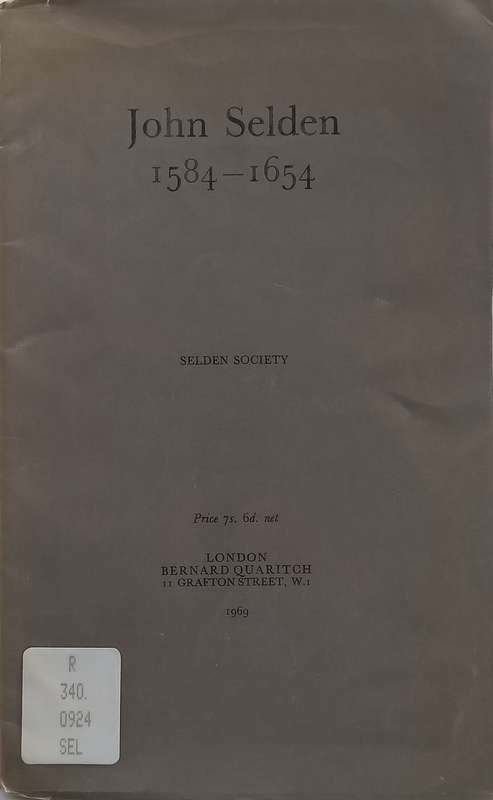 John Selden
1584–1654
SELDEN SOCIETY
Price 7s. 6d. net
LONDON
BERNARD QUARITCH
11 GRAFTON STREET, W.1
1969
R
340.
0924
SEL